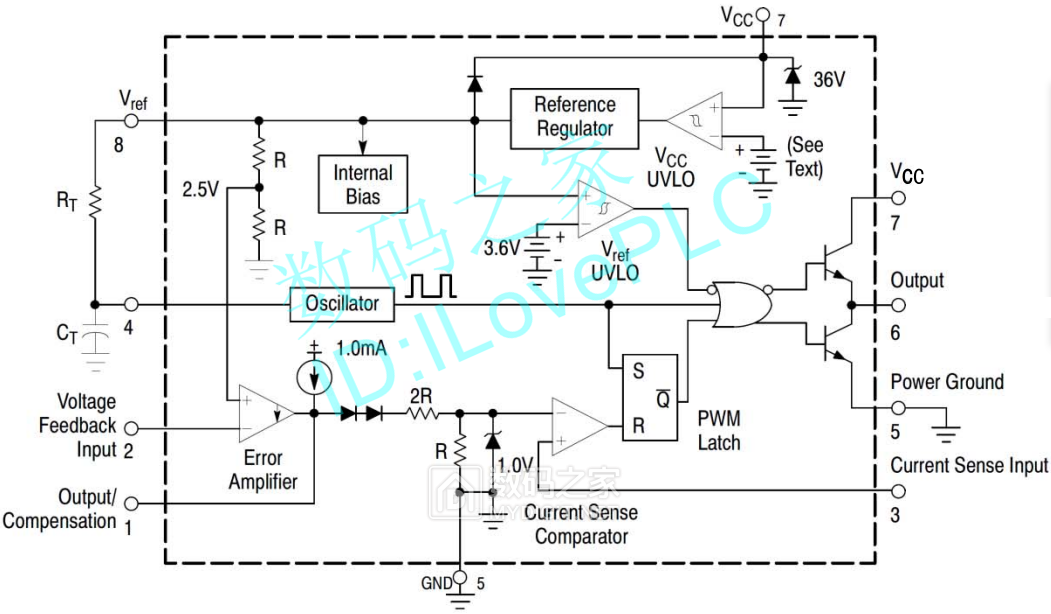 VCC 7
36V
Vref
8
Reference
Regulator
R
Internal
Bias
VCC
UVLO
+
-
(See
Text)
VCC
7
RT
2.5V
R
3.6V
+
-
Vref
UVLO
数码之家
ID:ILovePLC
Oscillator
4
Output
6
CT
1.0mA
S
Q
R
PWM
Latch
2R
Voltage
Feedback
Input 2
Error
Amplifier
R
1.0V
Power Ground
5
Current Sense Input
3
数码之家
Output/
Compensation 1
Current Sense
Comparator
GND 5